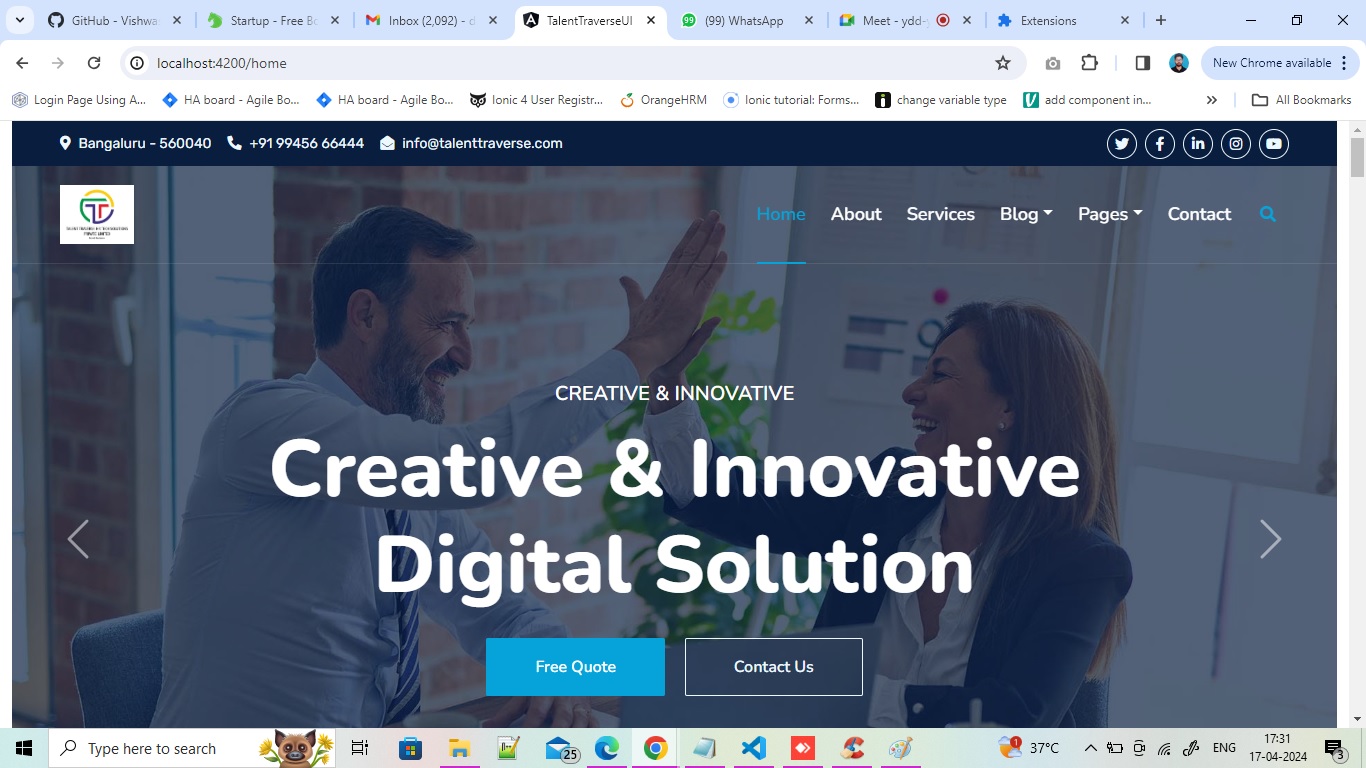 GitHub - Vishwa
Startup - Free Bo
Inbox (2,092) - d
TalentTraverseUI
(99) WhatsApp
Meet - ydd-
Extensions
localhost:4200/home
New Chrome available
Login Page Using A...
HA board - Agile Bo...
HA board - Agile Bo...
Ionic 4 User Registr...
OrangeHRM
Ionic tutorial: Forms...
change variable type
add component in...
All Bookmarks
Bangaluru - 560040
+91 99456 66444
info@talenttraverse.com
Home
About
Services
Blog
Pages
Contact
CREATIVE & INNOVATIVE
Creative & Innovative
Digital Solution
Free Quote
Contact Us
Type here to search
25
1
37°C
ENG
17:31
17-04-2024
3